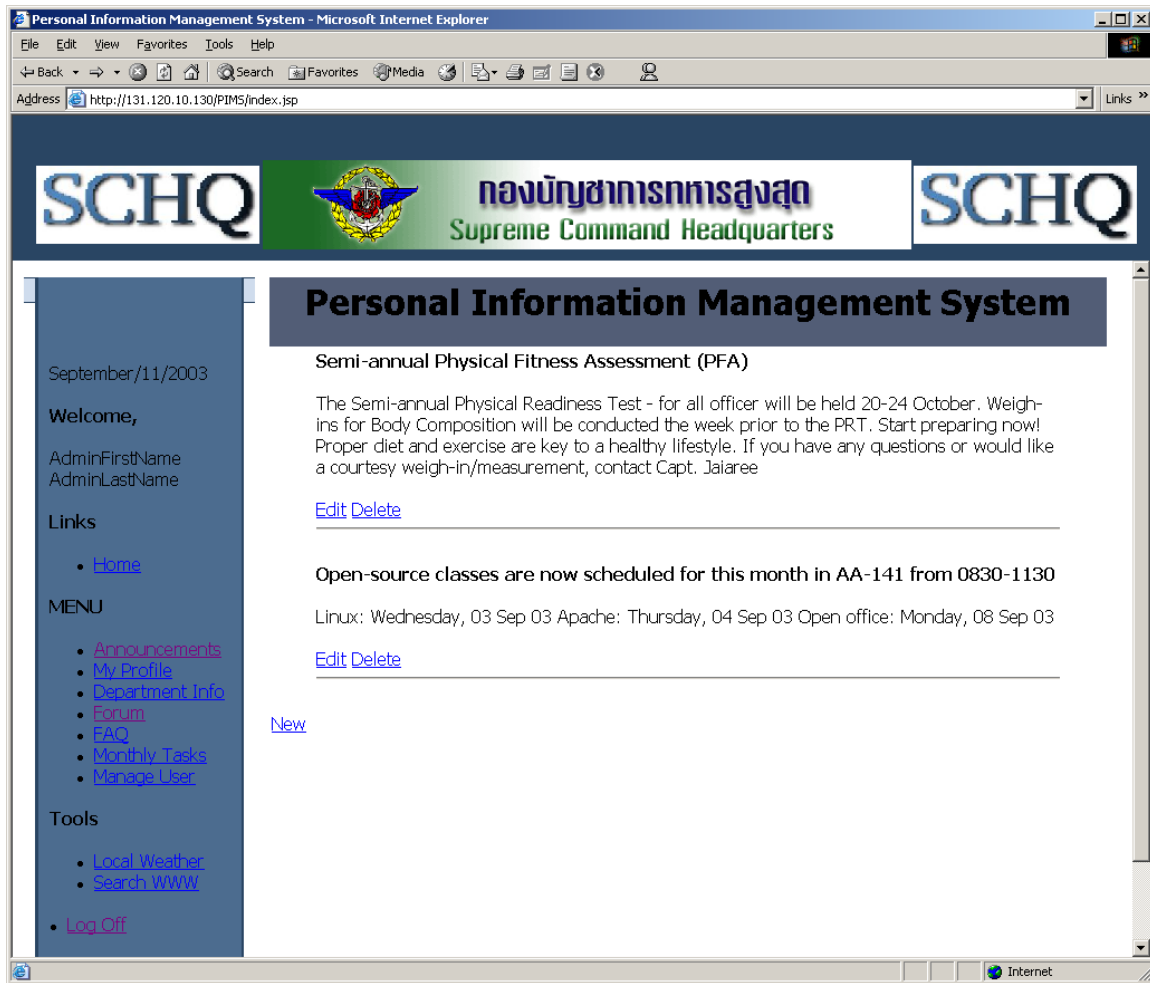 Personal Information Management System - Microsoft Internet Explorer
File Edit View Favorites Tools Help
Back Search Favorites Media
Address http://131.120.10.130/PIMS/index.jsp Links »
SCHQ
กองบัญชาการทหารสูงสุด
Supreme Command Headquarters
SCHQ
Personal Information Management System
September/11/2003
Welcome,
AdminFirstName
AdminLastName
Links
Home
MENU
Announcements
My Profile
Department Info
Forum
FAQ
Monthly Tasks
Manage User
Tools
Local Weather
Search WWW
Log Off
Semi-annual Physical Fitness Assessment (PFA)
The Semi-annual Physical Readiness Test - for all officer will be held 20-24 October. Weigh-
ins for Body Composition will be conducted the week prior to the PRT. Start preparing now!
Proper diet and exercise are key to a healthy lifestyle. If you have any questions or would like
a courtesy weigh-in/measurement, contact Capt. Jaiaree
Edit Delete
Open-source classes are now scheduled for this month in AA-141 from 0830-1130
Linux: Wednesday, 03 Sep 03 Apache: Thursday, 04 Sep 03 Open office: Monday, 08 Sep 03
Edit Delete
New
Internet